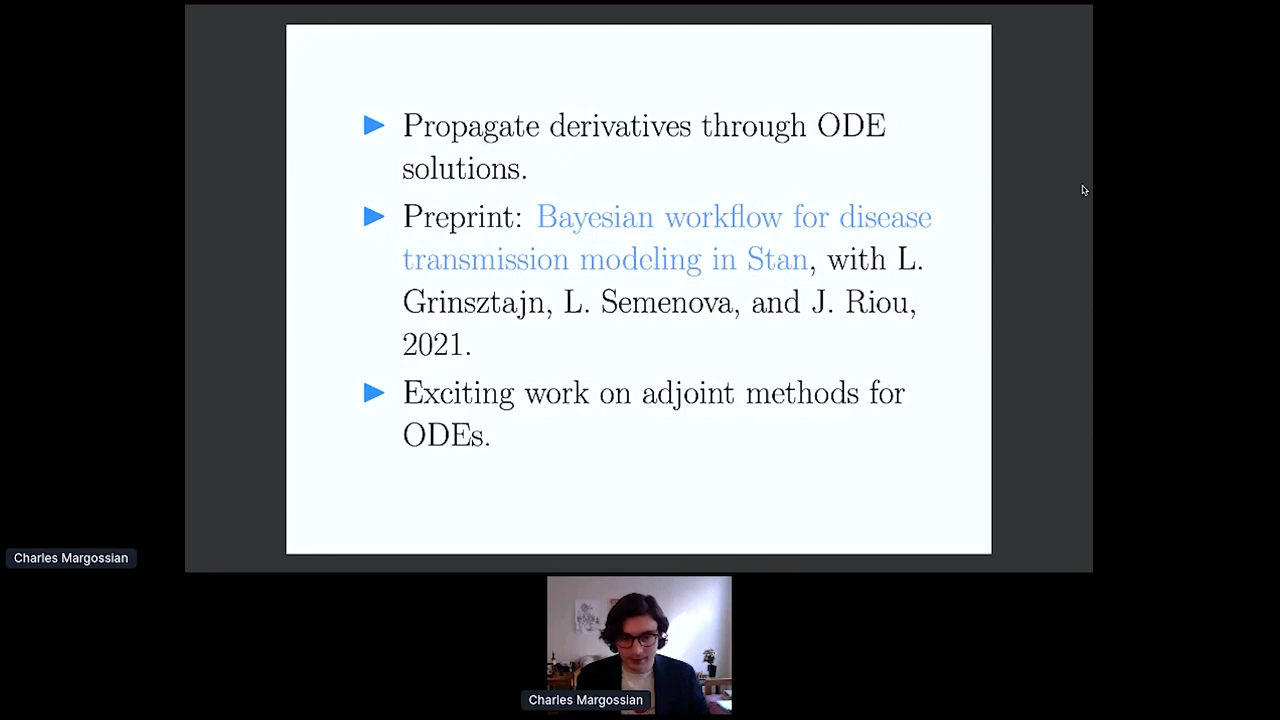 Propagate derivatives through ODE
solutions.
Preprint: Bayesian workflow for disease
transmission modeling in Stan, with L.
Grinsztajn, L. Semenova, and J. Riou,
2021.
Exciting work on adjoint methods for
ODEs.
Charles Margossian
Charles Margossian